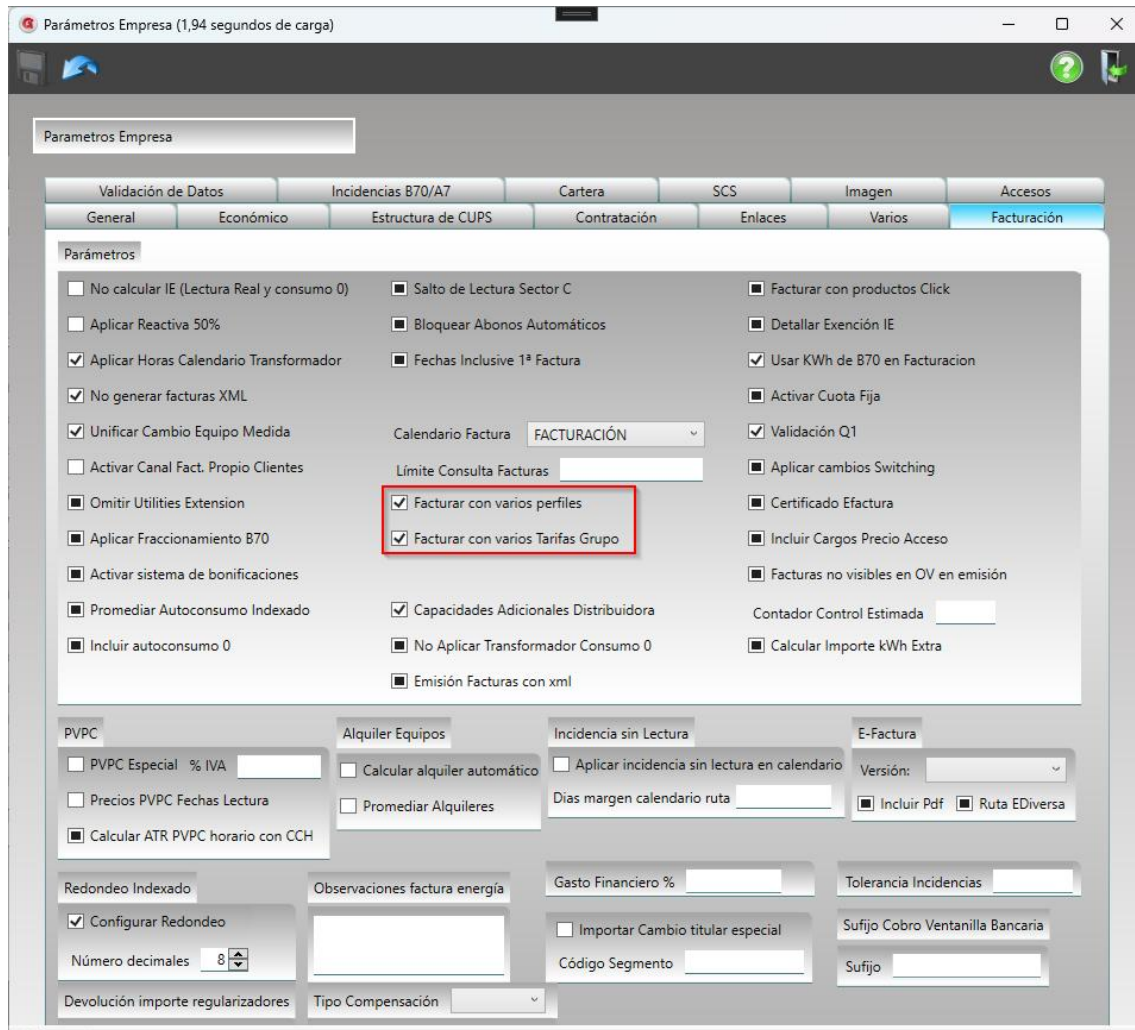 Parámetros Empresa (1,94 segundos de carga)
Parametros Empresa
Validación de Datos
Incidencias B70/A7
Cartera
SCS
Imagen
Accesos
General
Económico
Estructura de CUPS
Contratación
Enlaces
Varios
Facturación
Parámetros
No calcular IE (Lectura Real y consumo 0)
Salto de Lectura Sector C
Facturar con productos Click
Aplicar Reactiva 50%
Bloquear Abonos Automáticos
Detallar Exención IE
Aplicar Horas Calendario Transformador
Fechas Inclusive 1ª Factura
Usar KWh de B70 en Facturacion
No generar facturas XML
Activar Cuota Fija
Unificar Cambio Equipo Medida
Calendario Factura FACTURACIÓN
Validación Q1
Activar Canal Fact. Propio Clientes
Límite Consulta Facturas
Aplicar cambios Switching
Omitir Utilities Extension
Facturar con varios perfiles
Certificado Efactura
Aplicar Fraccionamiento B70
Facturar con varios Tarifas Grupo
Incluir Cargos Precio Acceso
Activar sistema de bonificaciones
Facturas no visibles en OV en emisión
Promediar Autoconsumo Indexado
Capacidades Adicionales Distribuidora
Contador Control Estimada
Incluir autoconsumo 0
No Aplicar Transformador Consumo 0
Calcular Importe kWh Extra
Emisión Facturas con xml
PVPC
Alquiler Equipos
Incidencia sin Lectura
E-Factura
PVPC Especial % IVA
Calcular alquiler automático
Aplicar incidencia sin lectura en calendario
Versión:
Precios PVPC Fechas Lectura
Promediar Alquileres
Dias margen calendario ruta
Incluir Pdf
Ruta EDiversa
Calcular ATR PVPC horario con CCH
Redondeo Indexado
Observaciones factura energía
Gasto Financiero %
Tolerancia Incidencias
Configurar Redondeo
Importar Cambio titular especial
Sufijo Cobro Ventanilla Bancaria
Número decimales 8
Código Segmento
Sufijo
Devolución importe regularizadores
Tipo Compensación